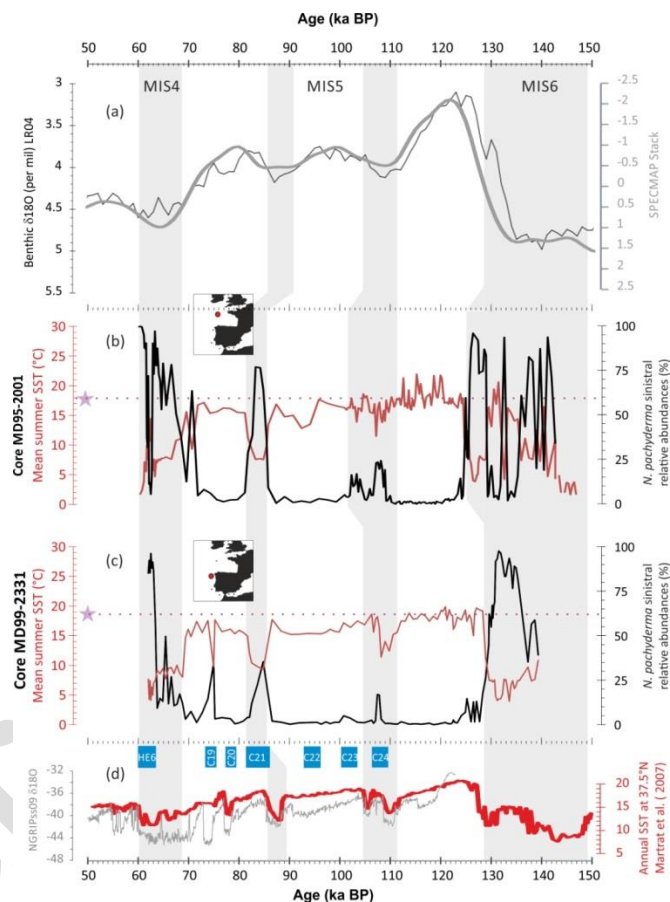 Age (ka BP)
50 60 70 80 90 100 110 120 130 140 150
MIS4 MIS5 MIS6
(a)
Benthic δ18O (per mil) LR04
3
3.5
4.0
4.5
5.0
5.5
SPECMAP Stack
-2.5
-2
-1.5
-1
-0.5
0
0.5
1
1.5
2
2.5
(b)
Core MD95-2001
Mean summer SST (°C)
30
25
20
15
10
5
0
N. pachyderma sinistral
relative abundances (%)
100
75
50
25
0
(c)
Core MD99-2331
Mean summer SST (°C)
30
25
20
15
10
5
0
N. pachyderma sinistral
relative abundances (%)
100
75
50
25
0
HE6 C19 C20 C21 C22 C23 C24
(d)
NGRIPss09 δ18O
-32
-36
-40
-44
-48
Annual SST at 37.5°N
Martrat et al. (2007)
20
15
10
5
50 60 70 80 90 100 110 120 130 140 150
Age (ka BP)